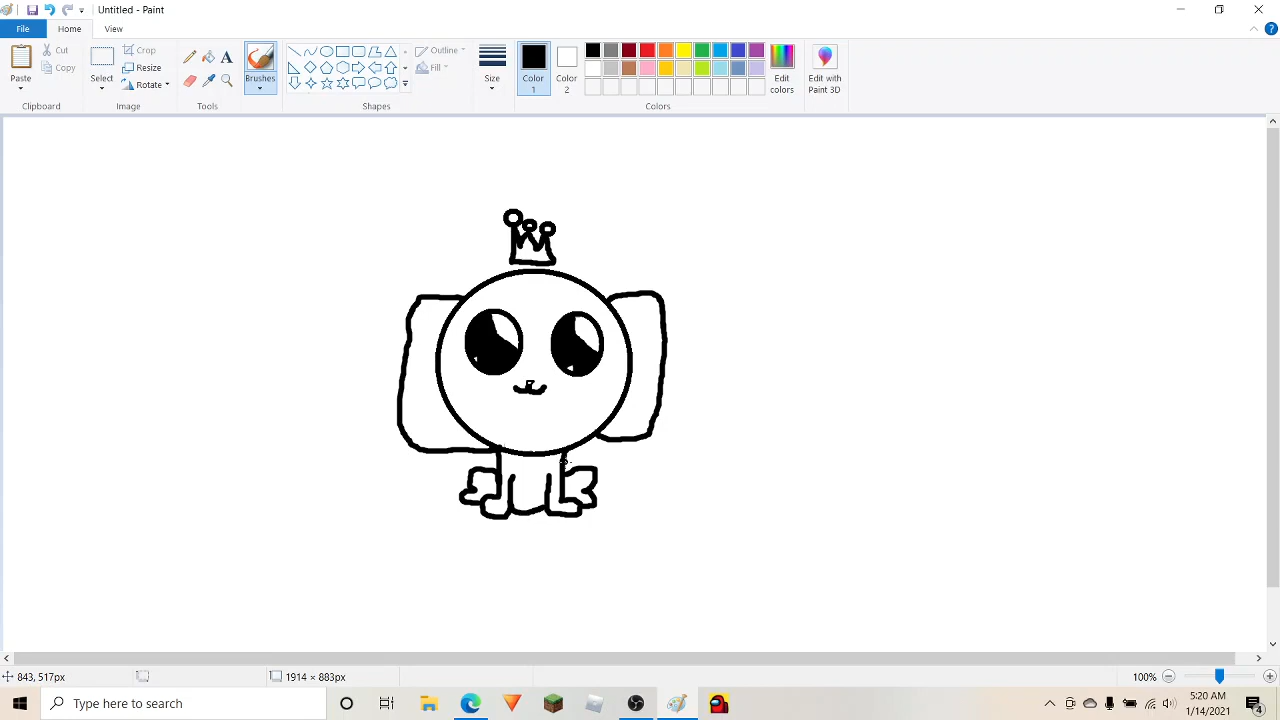 Untitled - Paint
File
Home
View
Paste
Cut
Copy
Clipboard
Select
Crop
Resize
Rotate
Image
Tools
Brushes
Shapes
Outline
Fill
Size
Color 1
Color 2
Colors
Edit colors
Edit with Paint 3D
843, 517px
1914 × 883px
100%
Type here to search
5:20 AM
1/14/2021
4